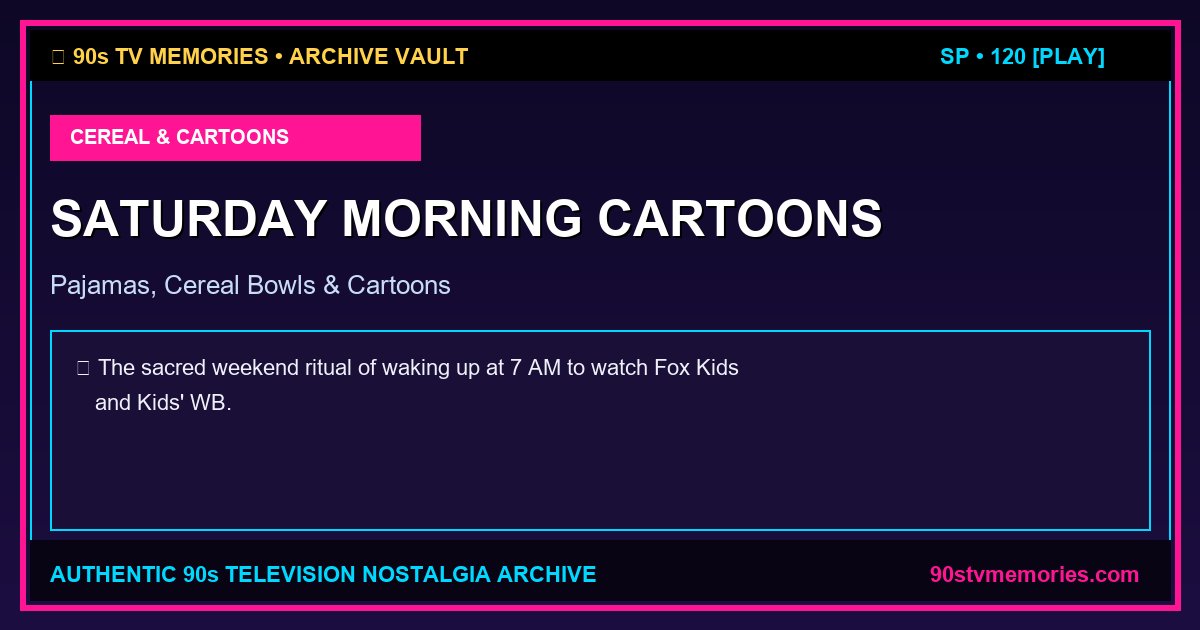 90s TV MEMORIES • ARCHIVE VAULT
SP • 120 [PLAY]
CEREAL & CARTOONS
SATURDAY MORNING CARTOONS
Pajamas, Cereal Bowls & Cartoons
The sacred weekend ritual of waking up at 7 AM to watch Fox Kids
and Kids' WB.
AUTHENTIC 90s TELEVISION NOSTALGIA ARCHIVE
90stvmemories.com